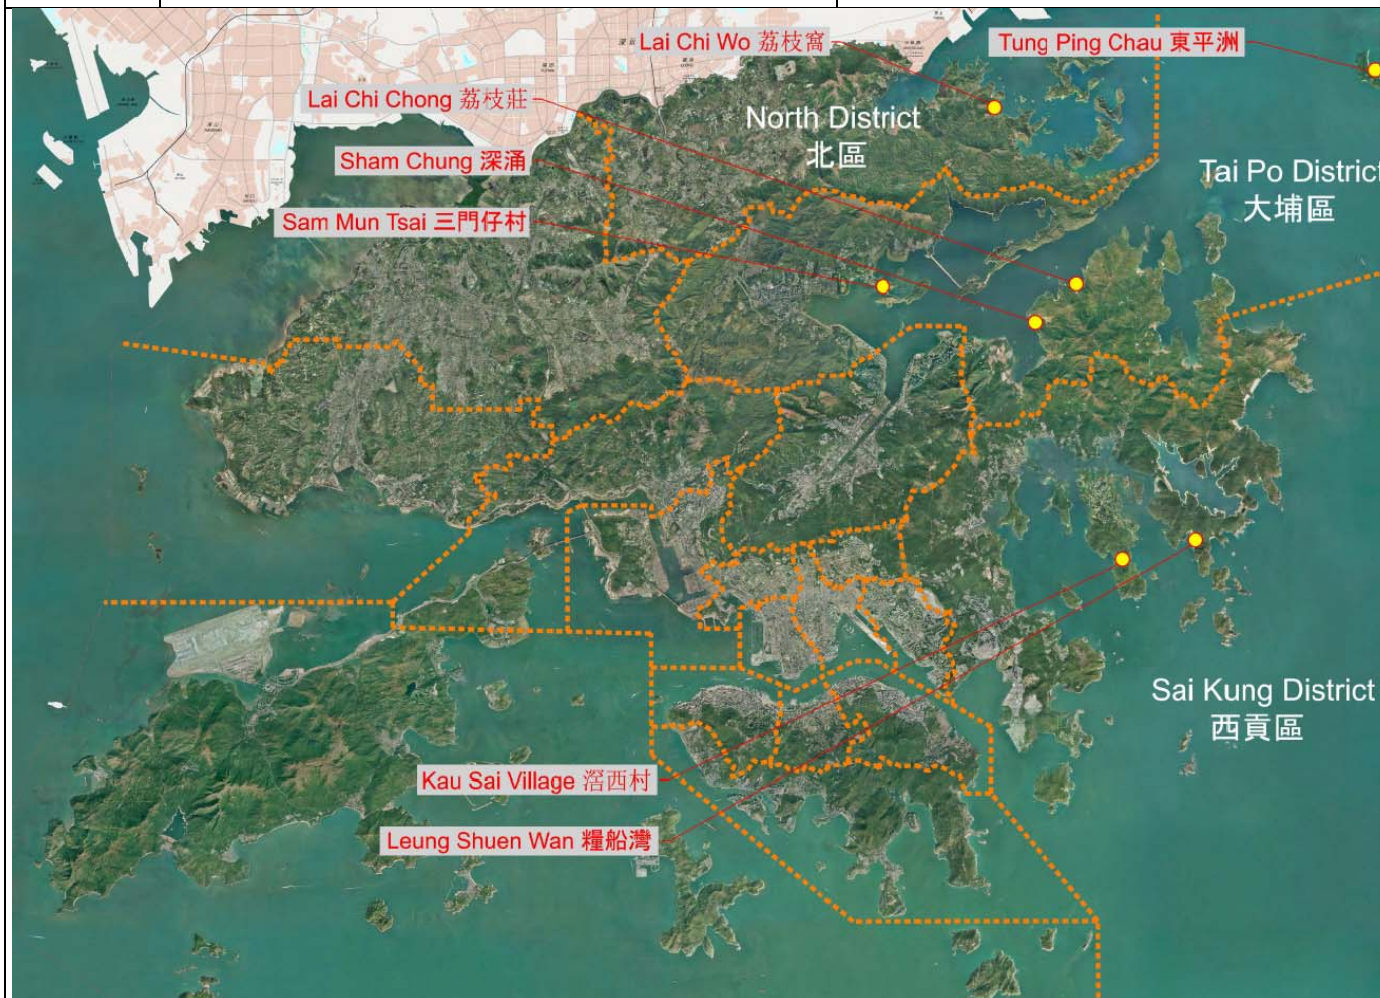 Lai Chi Wo 荔枝窩
Tung Ping Chau 東平洲
Lai Chi Chong 荔枝莊
North District
北區
Sham Chung 深涌
Tai Po District
大埔區
Sam Mun Tsai 三門仔村
Sai Kung District
西貢區
Kau Sai Village 滘西村
Leung Shuen Wan 糧船灣